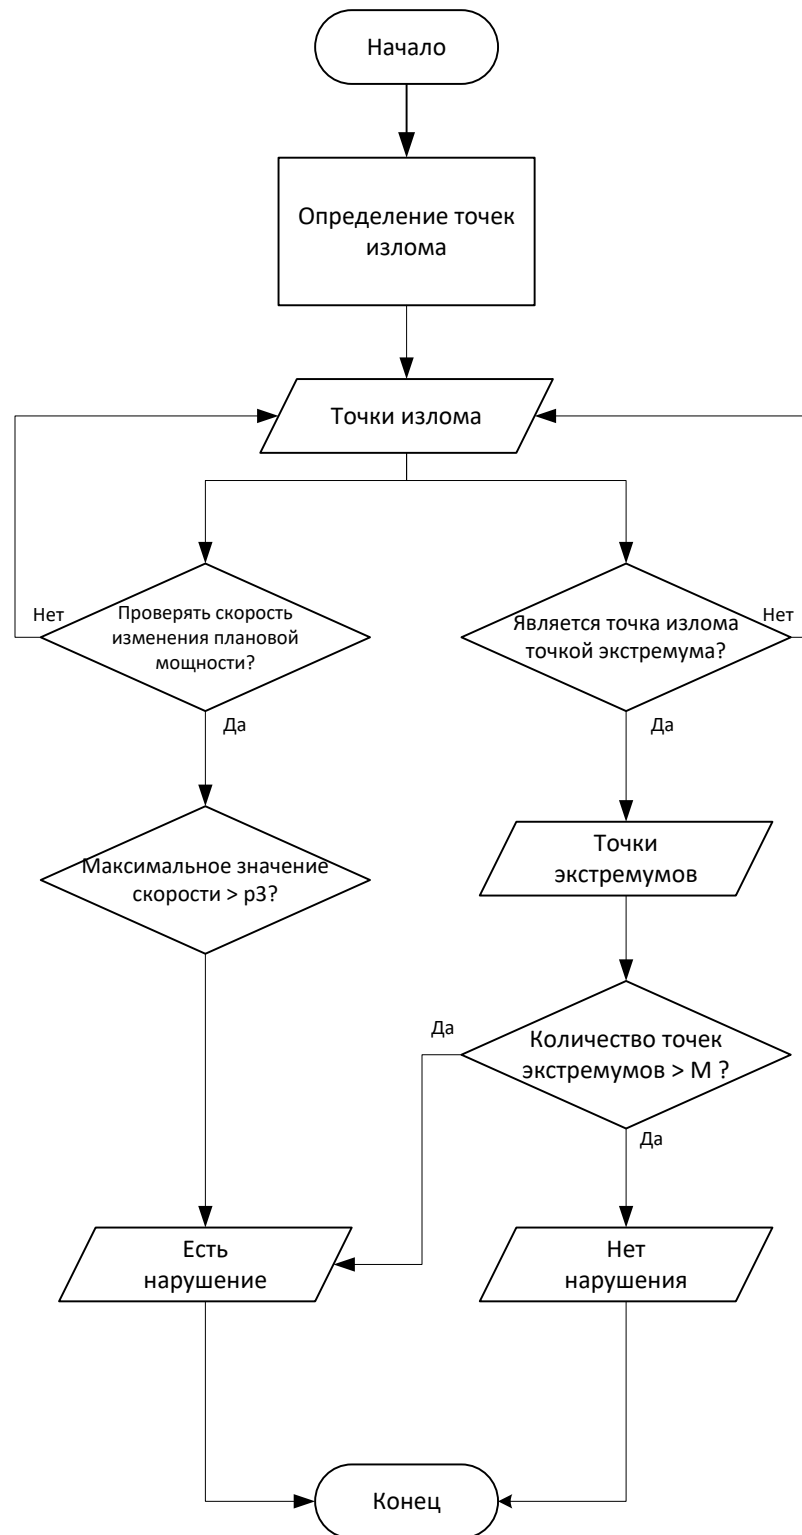 Начало
Определение точек
излома
Точки излома
Нет
Проверять скорость
изменения плановой
мощности?
Является точка излома
точкой экстремума?
Нет
Да
Да
Максимальное значение
скорости > р3?
Точки
экстремумов
Да
Количество точек
экстремумов > М ?
Да
Есть
нарушение
Нет
нарушения
Конец